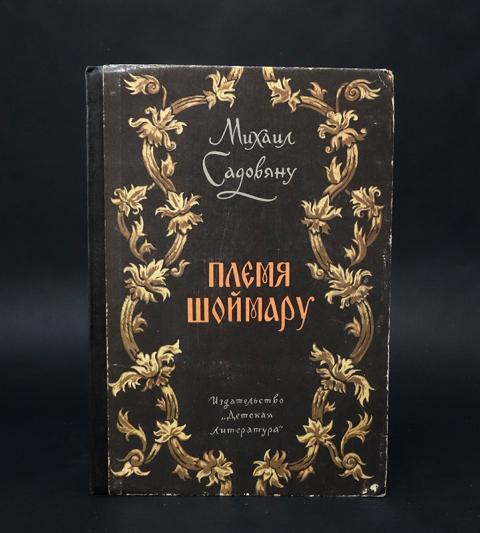 Михаил
Садовяну
ПЛЕМЯ
ШОЙМАРУ
Издательство
„Детская
литература“